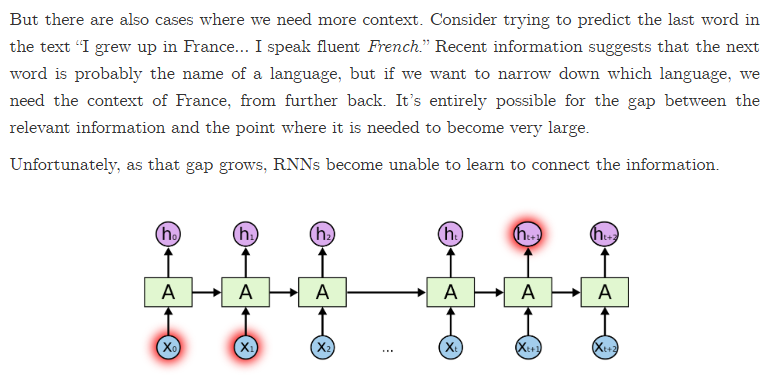 But there are also cases where we need more context. Consider trying to predict the last word in
the text “I grew up in France... I speak fluent French.” Recent information suggests that the next
word is probably the name of a language, but if we want to narrow down which language, we
need the context of France, from further back. It’s entirely possible for the gap between the
relevant information and the point where it is needed to become very large.
Unfortunately, as that gap grows, RNNs become unable to learn to connect the information.
h₀ h₁ h₂ hₜ hₜ₊₁ hₜ₊₂
A A A A A A
X₀ X₁ X₂ ... Xₜ Xₜ₊₁ Xₜ₊₂